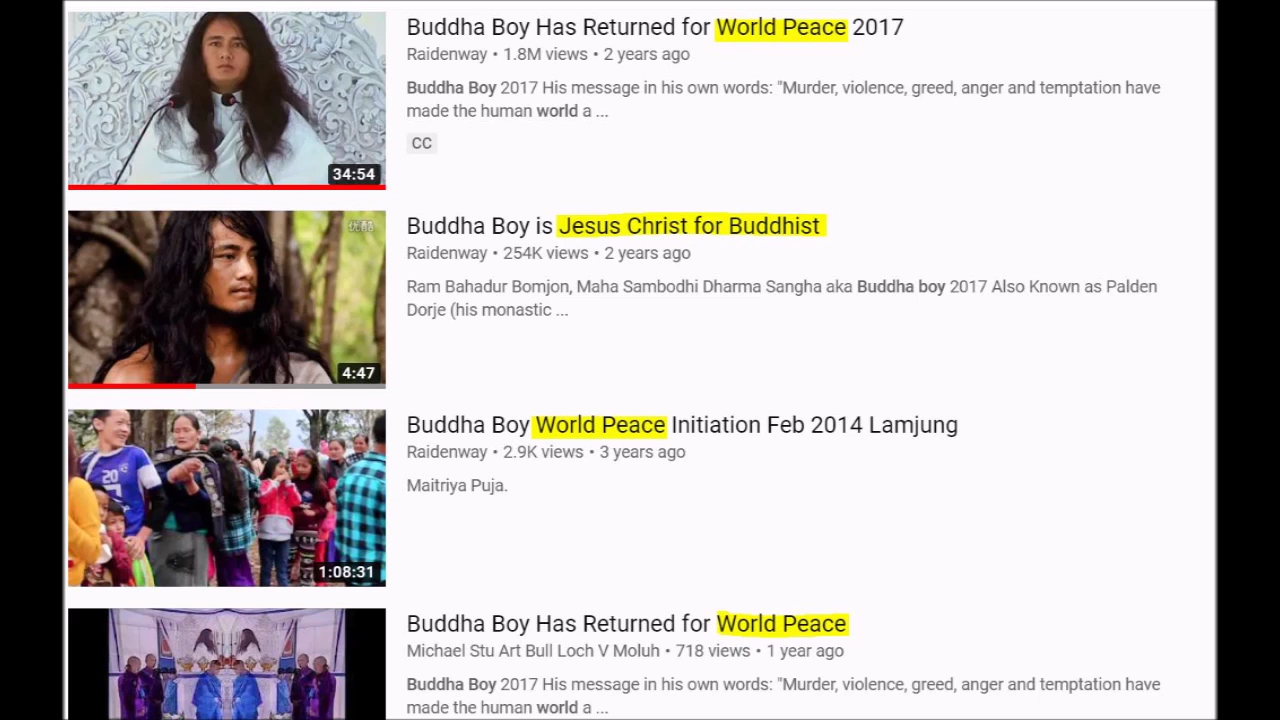 Buddha Boy Has Returned for World Peace 2017
Raidenway • 1.8M views • 2 years ago
Buddha Boy 2017 His message in his own words: "Murder, violence, greed, anger and temptation have
made the human world a ...
CC
34:54
优酷
Buddha Boy is Jesus Christ for Buddhist
Raidenway • 254K views • 2 years ago
Ram Bahadur Bomjon, Maha Sambodhi Dharma Sangha aka Buddha boy 2017 Also Known as Palden
Dorje (his monastic ...
4:47
Buddha Boy World Peace Initiation Feb 2014 Lamjung
Raidenway • 2.9K views • 3 years ago
Maitriya Puja.
20
1:08:31
Buddha Boy Has Returned for World Peace
Michael Stu Art Bull Loch V Moluh • 718 views • 1 year ago
Buddha Boy 2017 His message in his own words: "Murder, violence, greed, anger and temptation have
made the human world a ...